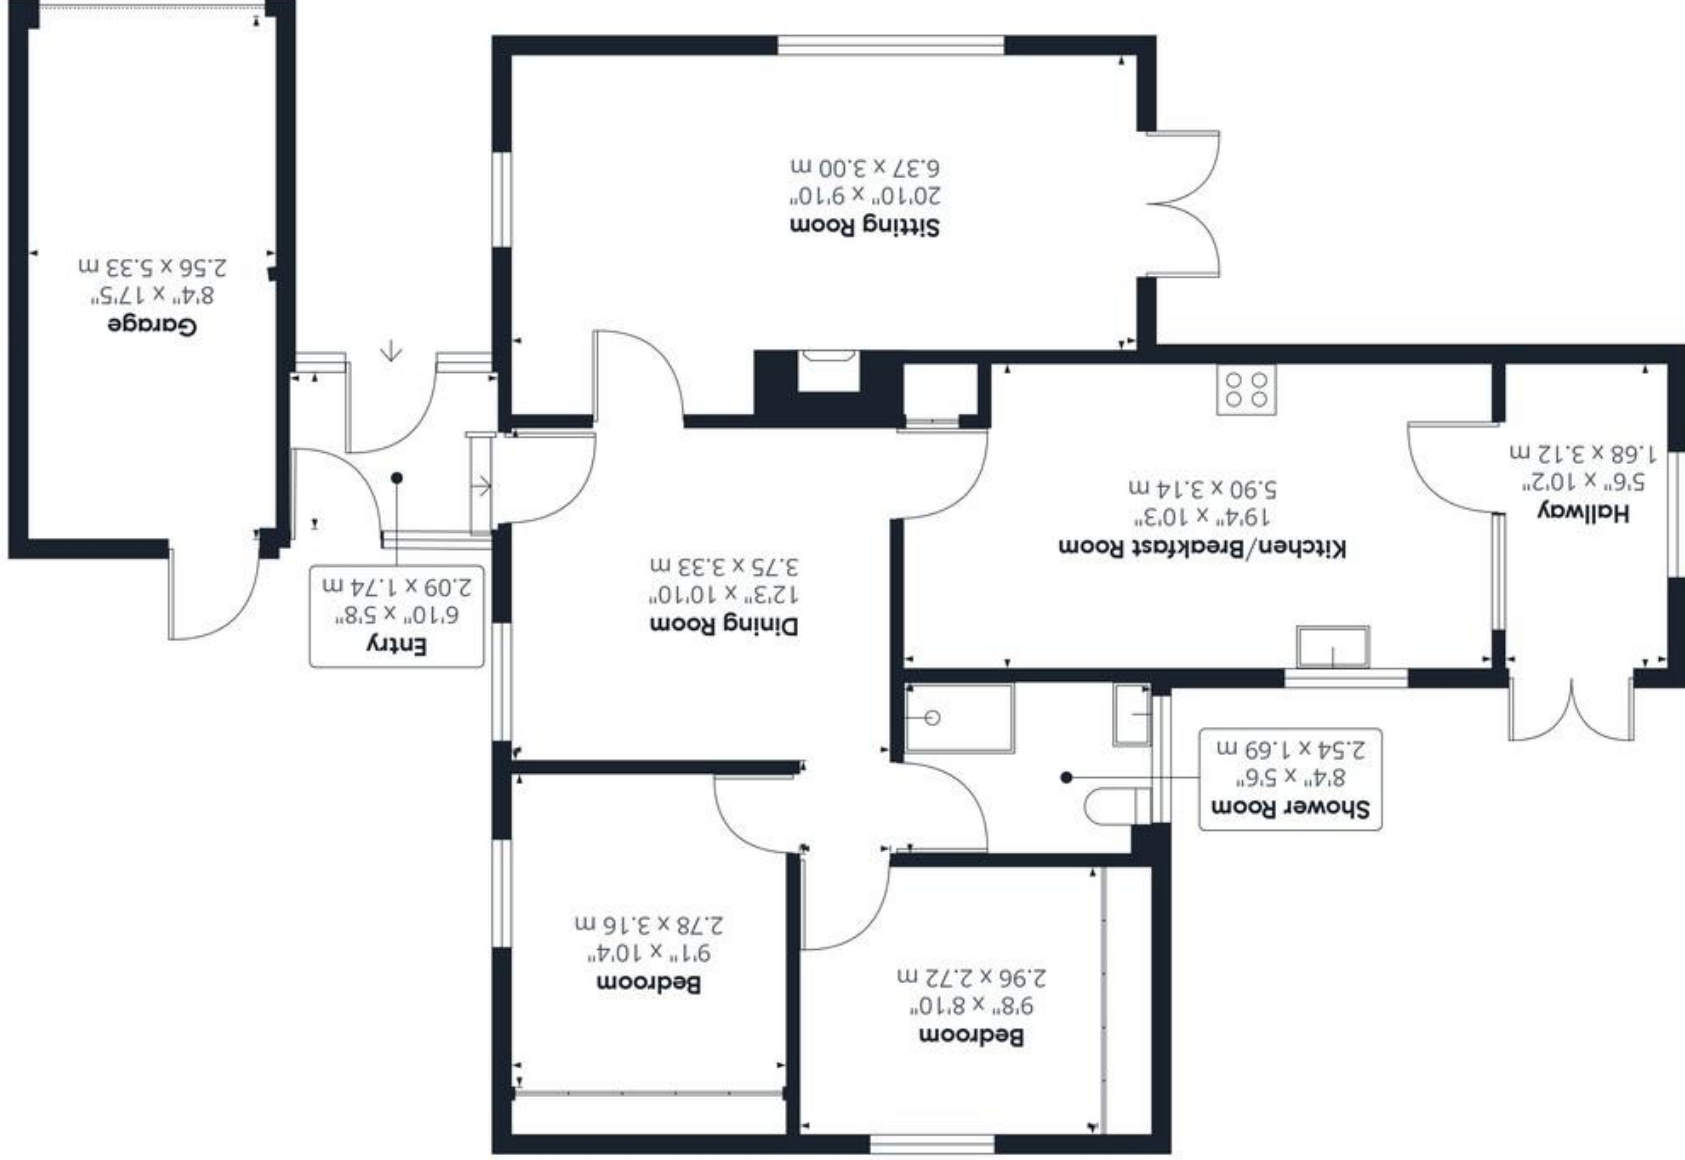 Bedroom
9'8" x 8'10"
2.96 x 2.72 m
Bedroom
9'1" x 10'4"
2.78 x 3.16 m
Shower Room
8'4" x 5'6"
2.54 x 1.69 m
Entry
6'10" x 5'8"
2.09 x 1.74 m
Dining Room
12'3" x 10'10"
3.75 x 3.33 m
Kitchen/Breakfast Room
19'4" x 10'3"
5.90 x 3.14 m
Hallway
5'6" x 10'2"
1.68 x 3.12 m
Garage
8'4" x 17'5"
2.56 x 5.33 m
Sitting Room
20'10" x 9'10"
6.37 x 3.00 m